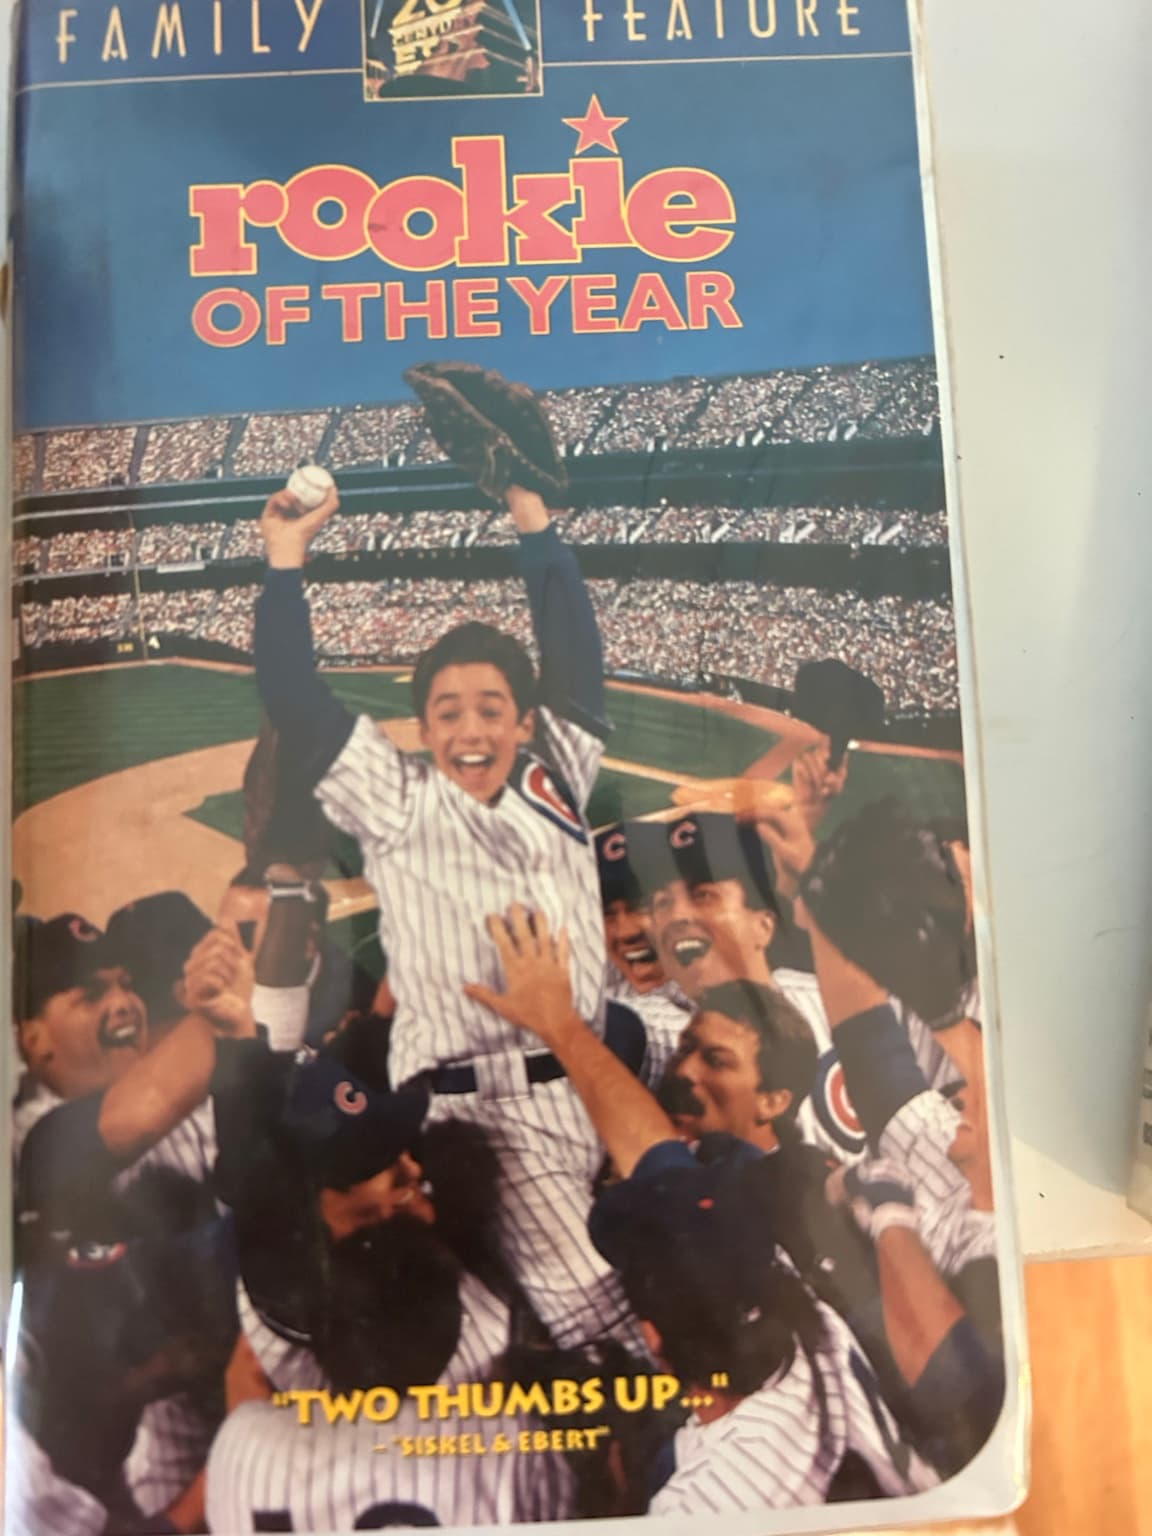 FAMILY
FEATURE
rookie
OF THE YEAR
"TWO THUMBS UP..."
- "SISKEL & EBERT"
C
C
C
C